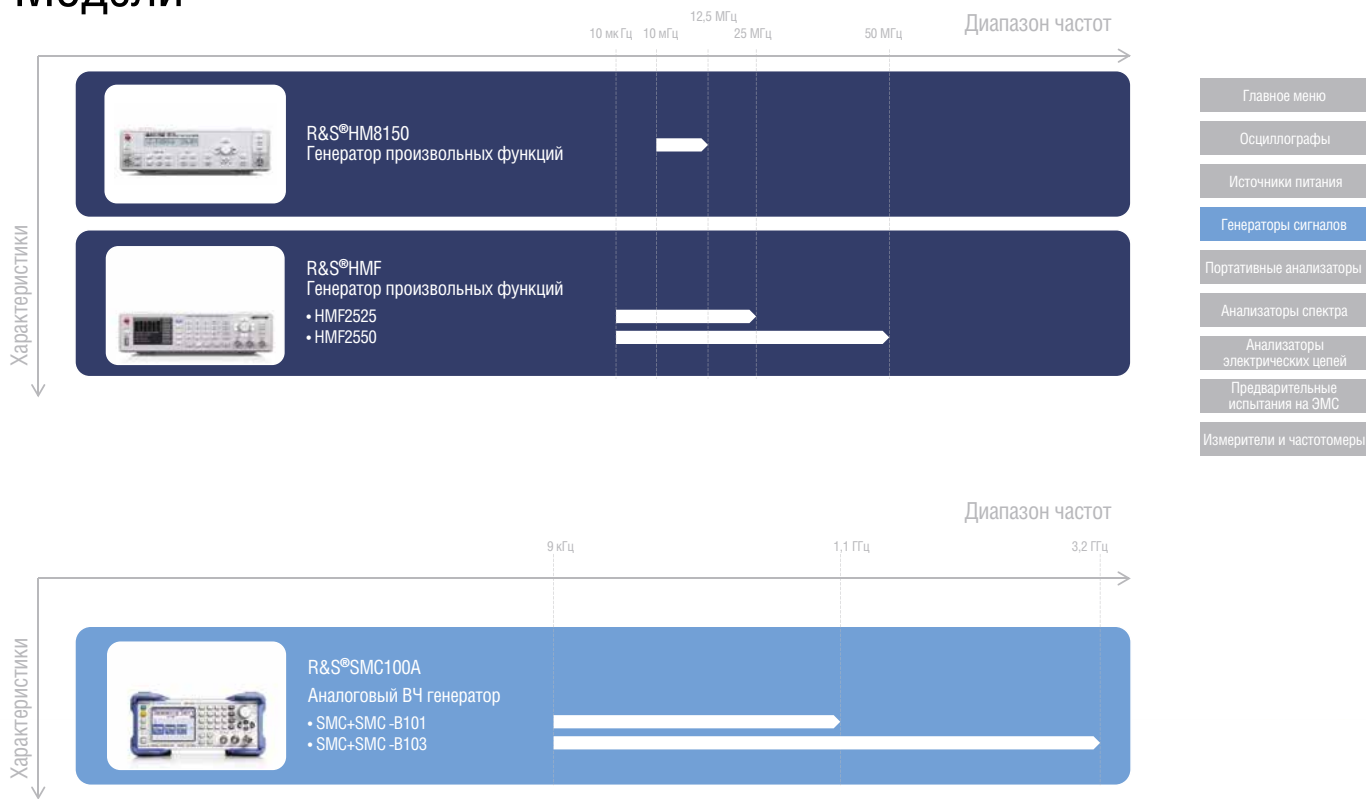 Модели
12,5 МГц
10 мкГц 10 мГц 25 МГц 50 МГц
Диапазон частот
Характеристики
R&S®HM8150
Генератор произвольных функций
R&S®HMF
Генератор произвольных функций
• HMF2525
• HMF2550
Главное меню
Осциллографы
Источники питания
Генераторы сигналов
Портативные анализаторы
Анализаторы спектра
Анализаторы
электрических цепей
Предварительные
испытания на ЭМС
Измерители и частотомеры
Диапазон частот
9 кГц 1,1 ГГц 3,2 ГГц
Характеристики
R&S®SMC100A
Аналоговый ВЧ генератор
• SMC+SMC -B101
• SMC+SMC -B103